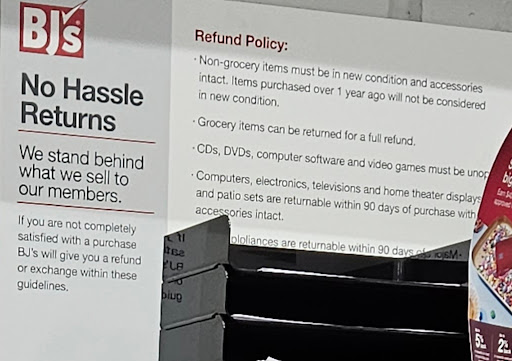 BJ's
No Hassle
Returns
We stand behind
what we sell to
our members.
If you are not completely
satisfied with a purchase
BJ's will give you a refund
or exchange within these
guidelines.
Refund Policy:
· Non-grocery items must be in new condition and accessories
intact. Items purchased over 1 year ago will not be considered
in new condition.
· Grocery items can be returned for a full refund.
· CDs, DVDs, computer software and video games must be
· Computers, electronics, televisions and home theater displays
and patio sets are returnable within 90 days of purchase with
accessories intact.
are returnable within 90 days
5%
2%